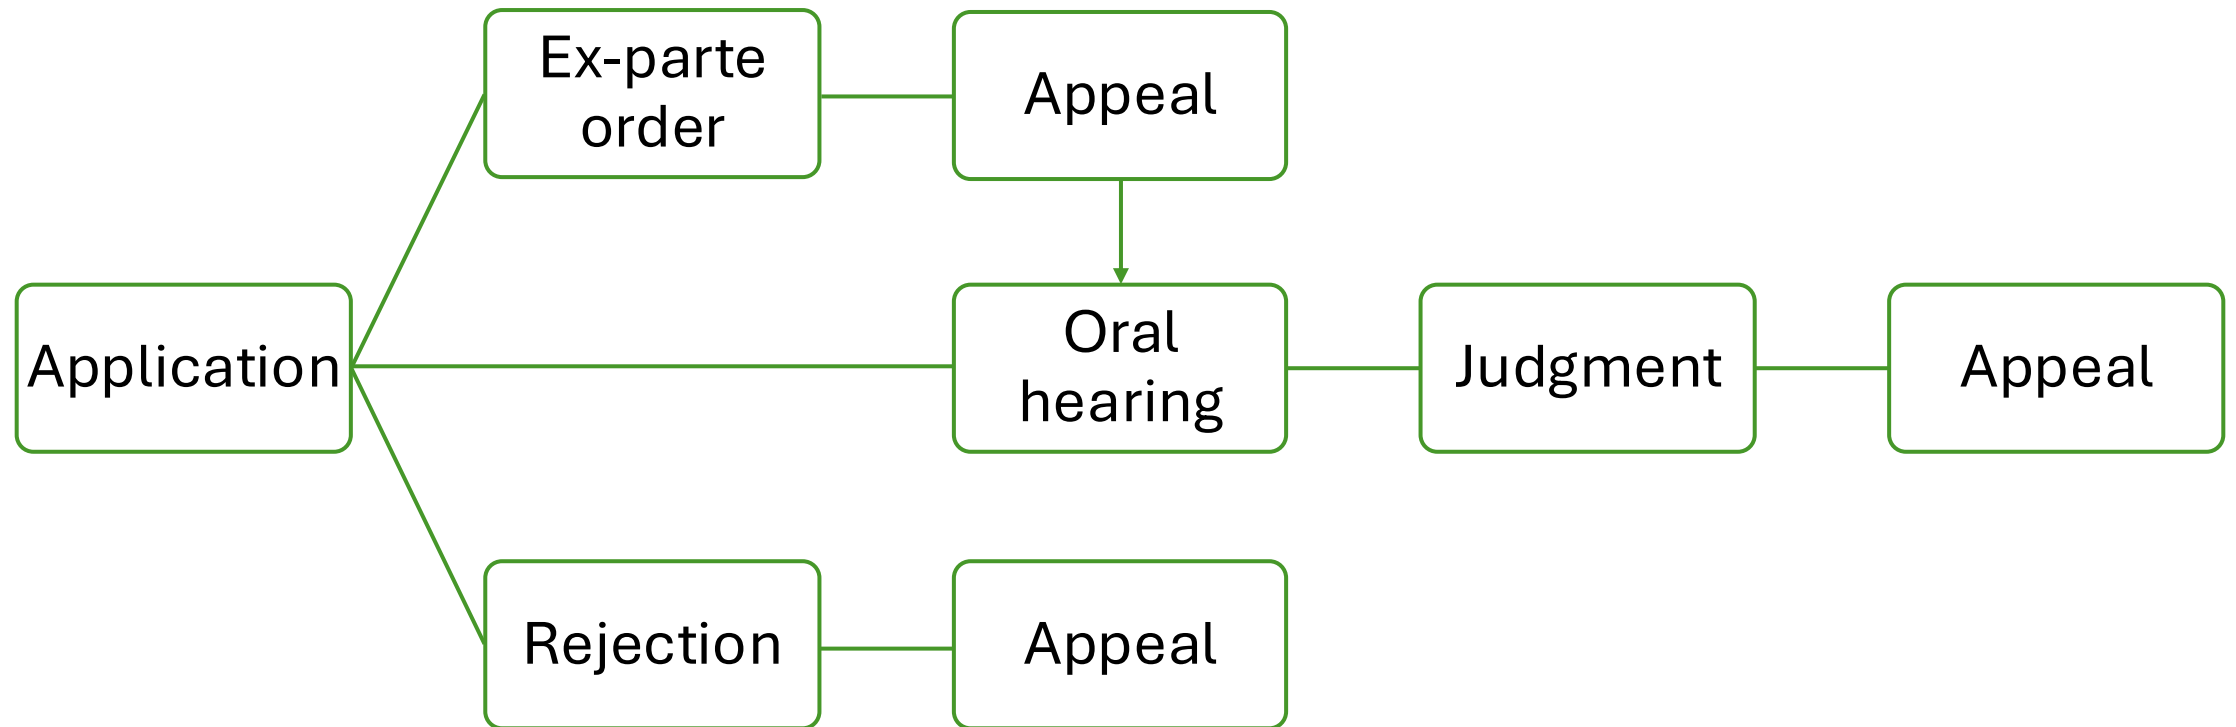 Ex-parte
order
Appeal
Application
Oral
hearing
Judgment
Appeal
Rejection
Appeal